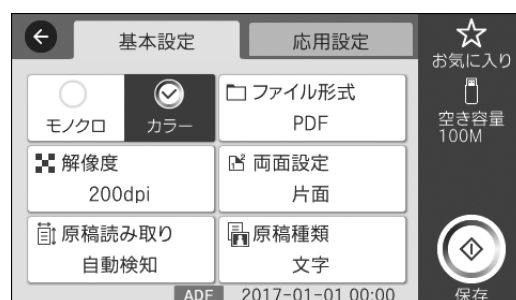 基本設定
応用設定
お気に入り
モノクロ
カラー
ファイル形式
PDF
空き容量
100M
解像度
200dpi
両面設定
片面
原稿読み取り
自動検知
原稿種類
文字
ADF
2017-01-01 00:00
保存